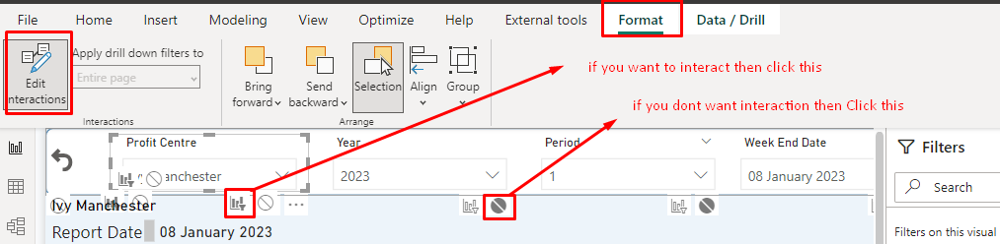 File Home Insert Modeling View Optimize Help External tools Format Data / Drill
Apply drill down filters to
Entire page
Edit
interactions
Bring
forward
Send
backward
Selection
Align
Group
Interactions
Arrange
if you want to interact then click this
if you dont want interaction then Click this
Profit Centre
anchester
Year
2023
Period
1
Week End Date
08 January 2023
Ivy Manchester
Report Date 08 January 2023
Filters
Search
Filters on this visual